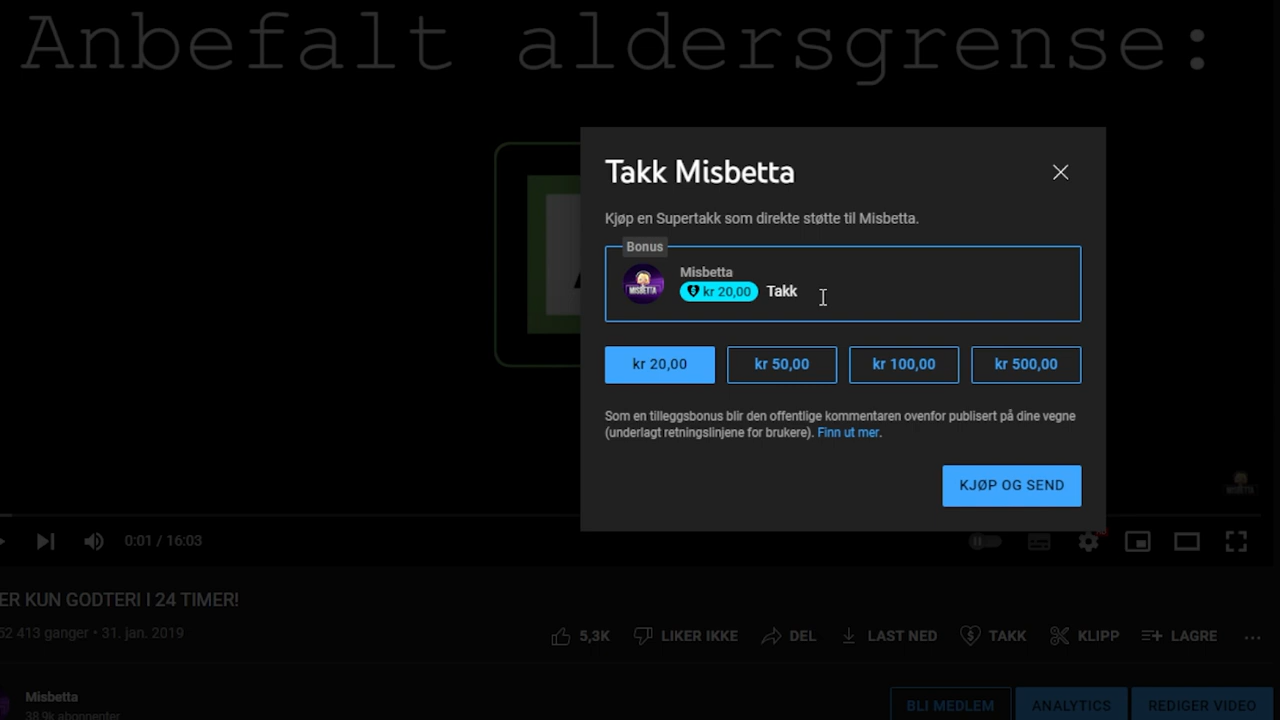 Anbefalt aldersgrense:
Takk Misbetta
Kjøp en Supertakk som direkte støtte til Misbetta.
Bonus
Misbetta
kr 20,00 Takk
MISBETTA
kr 20,00 kr 50,00 kr 100,00 kr 500,00
Som en tilleggsbonus blir den offentlige kommentaren ovenfor publisert på dine vegne
(underlagt retningslinjene for brukere). Finn ut mer.
KJØP OG SEND
0:01 / 16:03
ER KUN GODTERI I 24 TIMER!
52 413 ganger • 31. jan. 2019
5,3K LIKER IKKE DEL LAST NED TAKK KLIPP LAGRE
Misbetta
38,9k abonnenter
BLI MEDLEM ANALYTICS REDIGER VIDEO